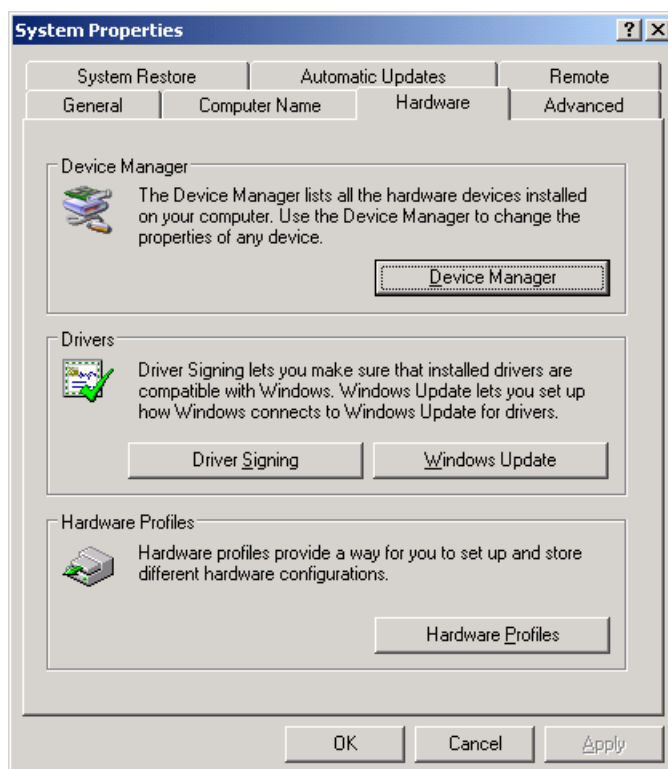 System Properties
System Restore
Automatic Updates
Remote
General
Computer Name
Hardware
Advanced
Device Manager
The Device Manager lists all the hardware devices installed
on your computer. Use the Device Manager to change the
properties of any device.
Device Manager
Drivers
Driver Signing lets you make sure that installed drivers are
compatible with Windows. Windows Update lets you set up
how Windows connects to Windows Update for drivers.
Driver Signing
Windows Update
Hardware Profiles
Hardware profiles provide a way for you to set up and store
different hardware configurations.
Hardware Profiles
OK
Cancel
Apply